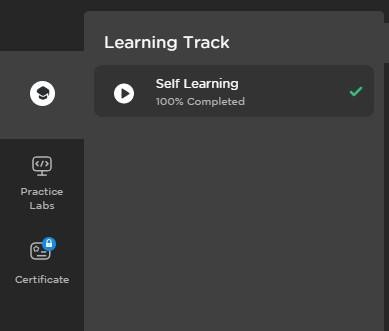 Learning Track
Self Learning
100% Completed
Practice
Labs
Certificate